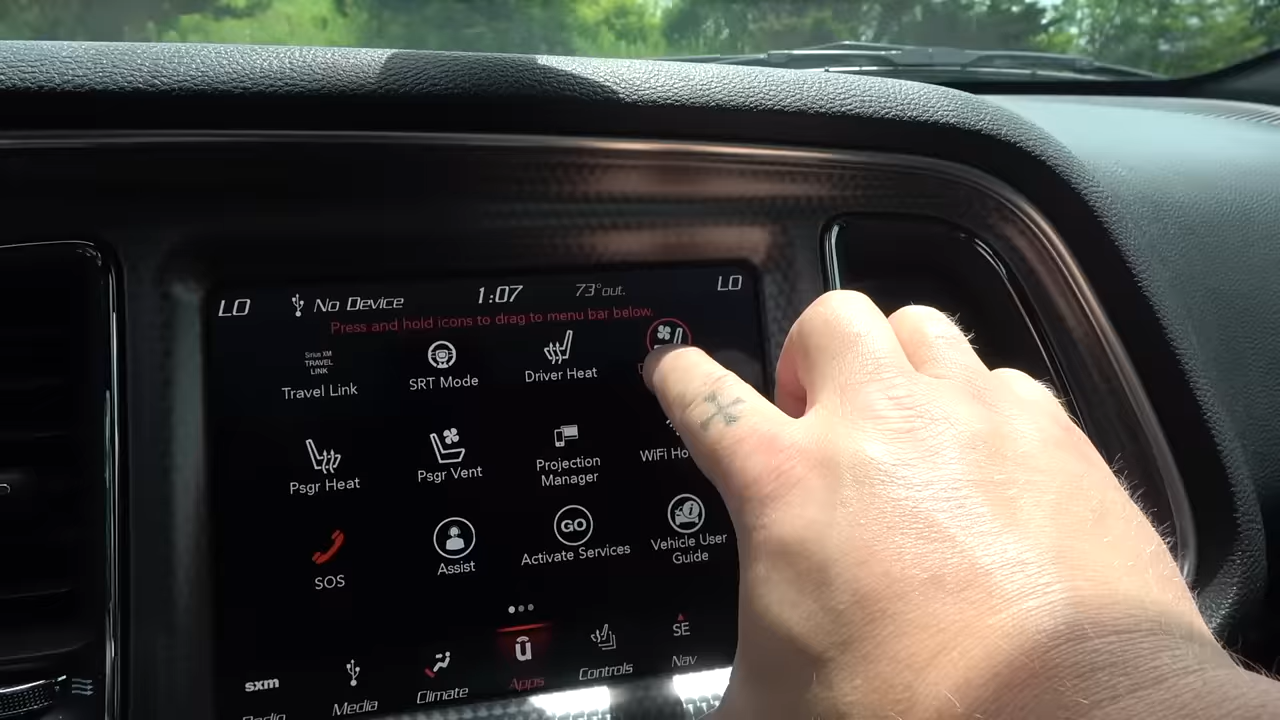 LO No Device 1:07 73° out. LO
Press and hold icons to drag to menu bar below.
Sirius XM
TRAVEL
LINK
Travel Link
SRT Mode
Driver Heat
Psgr Heat
Psgr Vent
Projection
Manager
WiFi
SOS
Assist
GO
Activate Services
Vehicle User
Guide
sxm
Radio
Media
Climate
Apps
Controls
SE
Nav